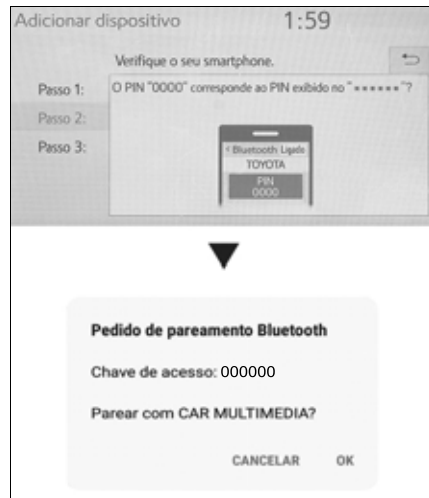 Adicionar dispositivo 1:59
Verifique o seu smartphone.
Passo 1:
O PIN "0000" corresponde ao PIN exibido no "******"?
Passo 2:
Passo 3:
< Bluetooth Ligado
TOYOTA
PIN
0000
Pedido de pareamento Bluetooth
Chave de acesso: 000000
Parear com CAR MULTIMEDIA?
CANCELAR OK